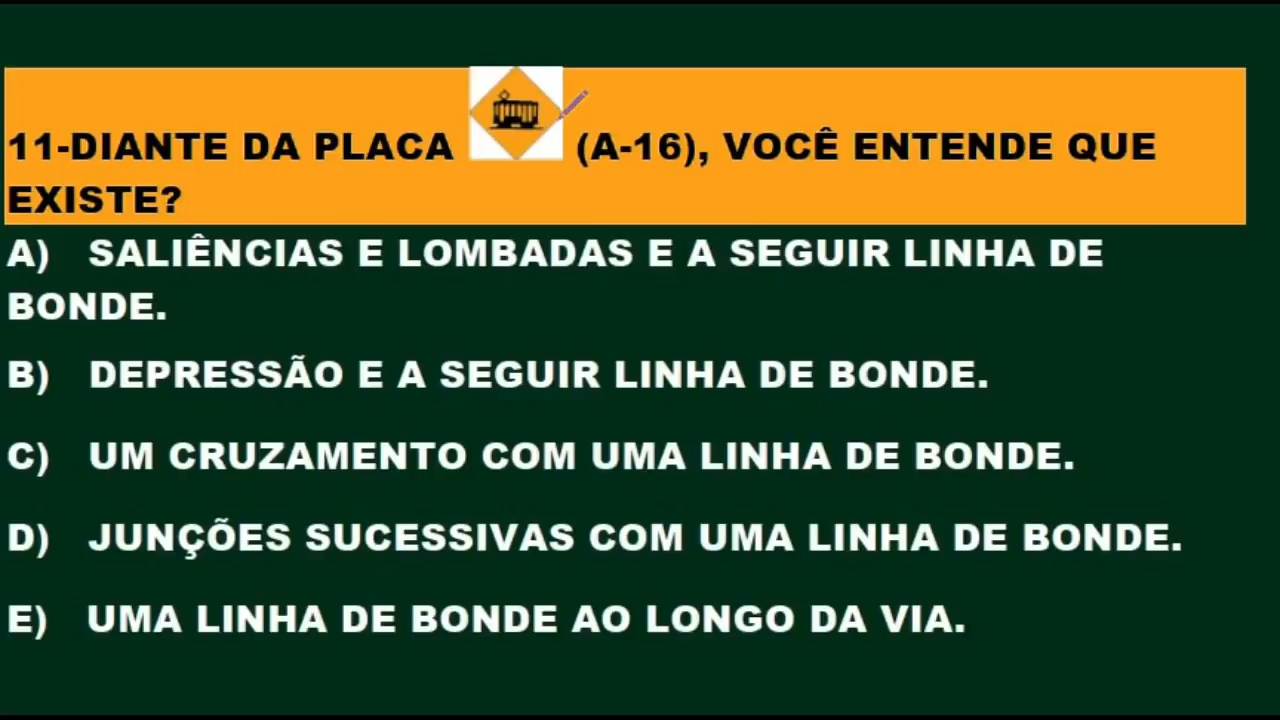 11-DIANTE DA PLACA (A-16), VOCÊ ENTENDE QUE
EXISTE?
A) SALIÊNCIAS E LOMBADAS E A SEGUIR LINHA DE
BONDE.
B) DEPRESSÃO E A SEGUIR LINHA DE BONDE.
C) UM CRUZAMENTO COM UMA LINHA DE BONDE.
D) JUNÇÕES SUCESSIVAS COM UMA LINHA DE BONDE.
E) UMA LINHA DE BONDE AO LONGO DA VIA.